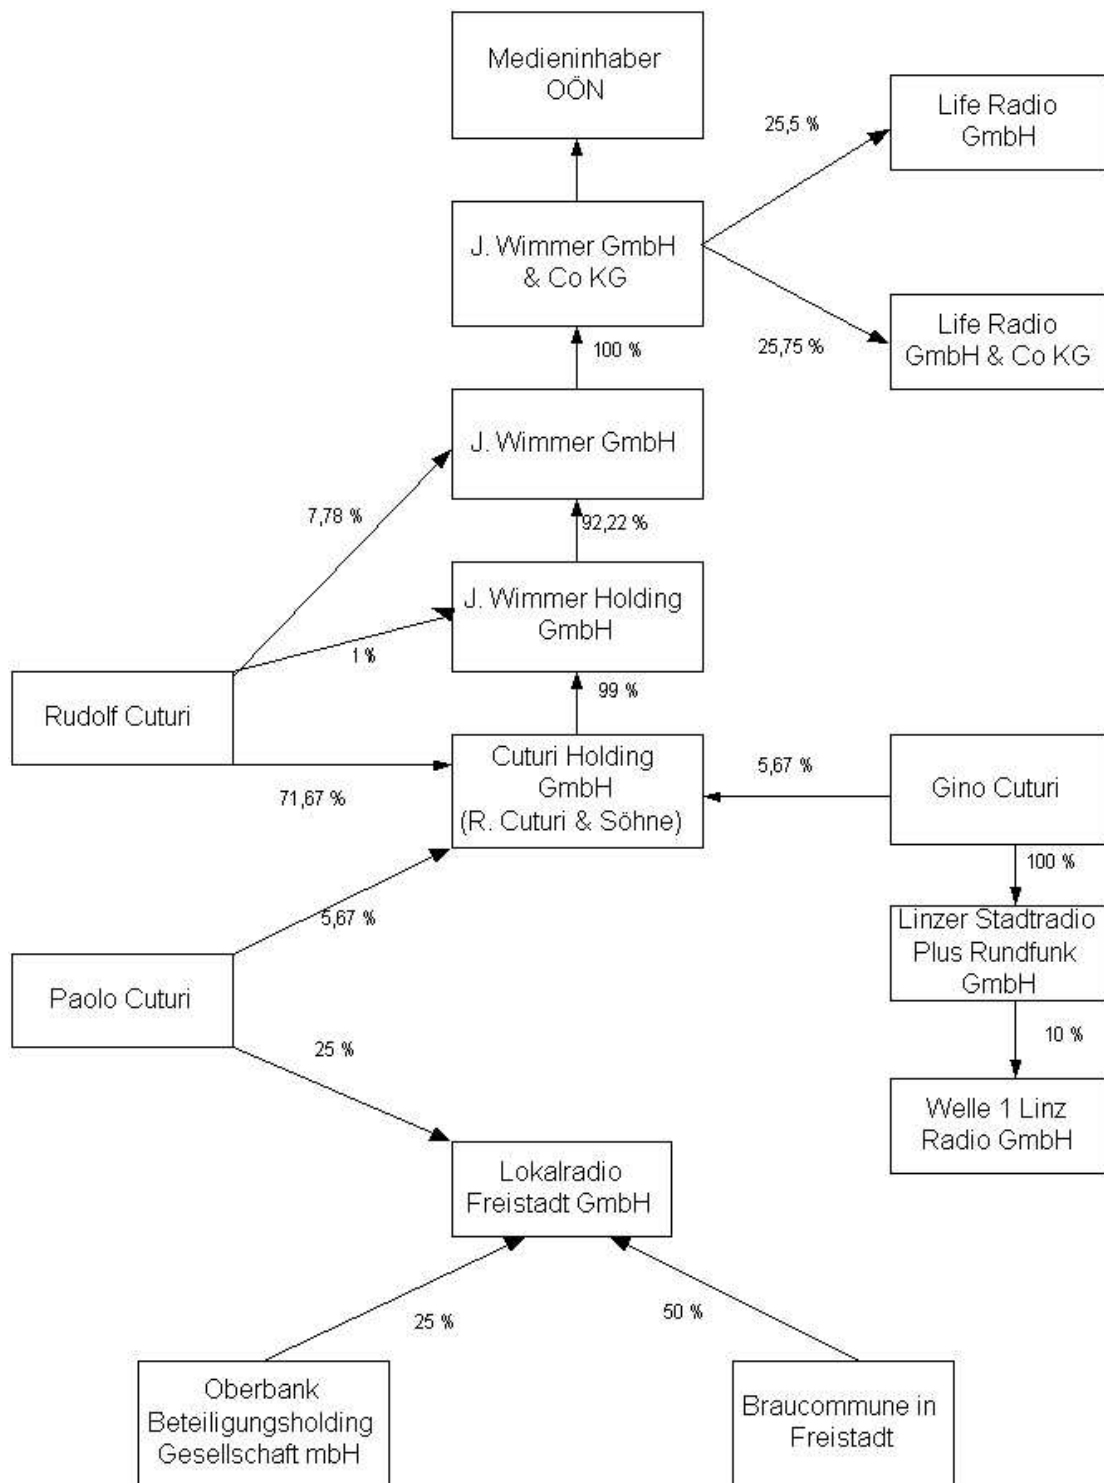 Medieninhaber
OÖN
25,5 %
Life Radio
GmbH
J. Wimmer GmbH
& Co KG
25,75 %
Life Radio
GmbH & Co KG
100 %
J. Wimmer GmbH
7,78 %
92,22 %
J. Wimmer Holding
GmbH
1 %
99 %
Rudolf Cuturi
71,67 %
Cuturi Holding
GmbH
(R. Cuturi & Söhne)
5,67 %
Gino Cuturi
100 %
5,67 %
Linzer Stadtradio
Plus Rundfunk
GmbH
Paolo Cuturi
25 %
10 %
Welle 1 Linz
Radio GmbH
Lokalradio
Freistadt GmbH
25 %
50 %
Oberbank
Beteiligungsholding
Gesellschaft mbH
Braucommune in
Freistadt